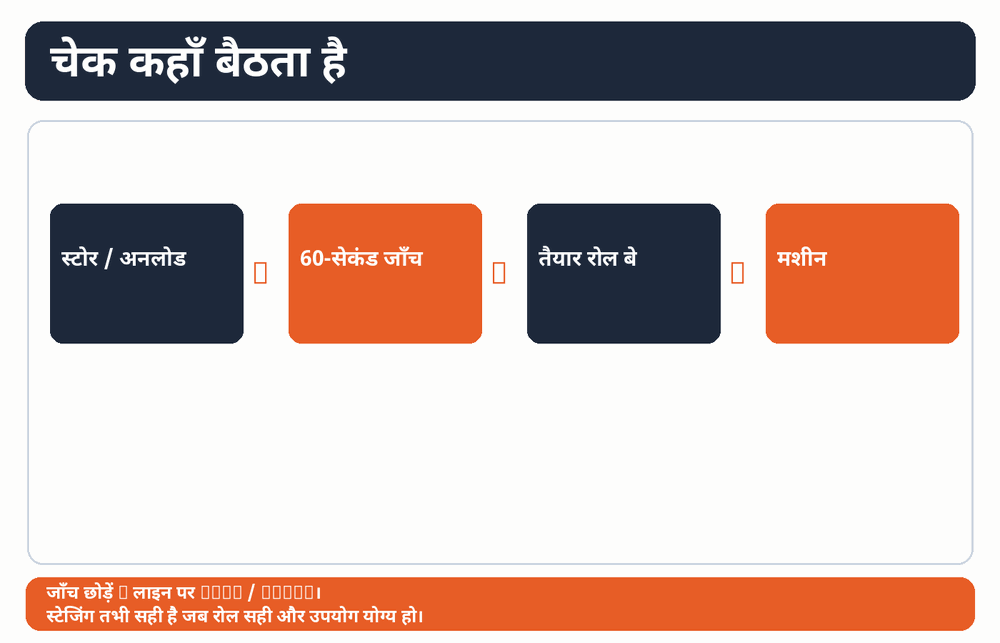 चेक कहाँ बैठता है
स्टोर / अनलोड
60-सेकंड जाँच
तैयार रोल बे
मशीन
जाँच छोड़ें लाइन पर /
स्टेजिंग तभी सही है जब रोल सही और उपयोग योग्य हो।